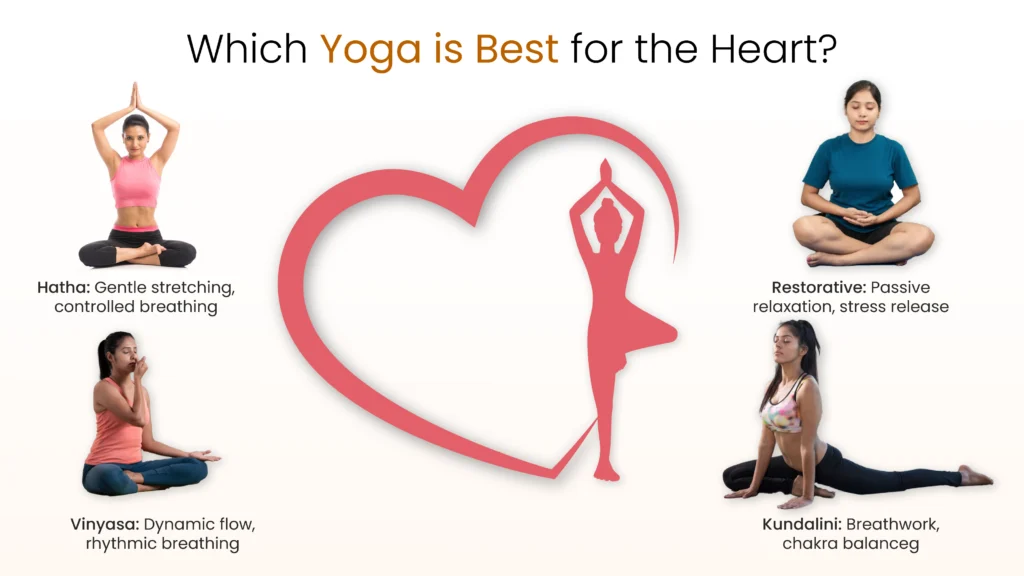 Which Yoga is Best for the Heart?
Hatha: Gentle stretching,
controlled breathing
Restorative: Passive
relaxation, stress release
Vinyasa: Dynamic flow,
rhythmic breathing
Kundalini: Breathwork,
chakra balanceg